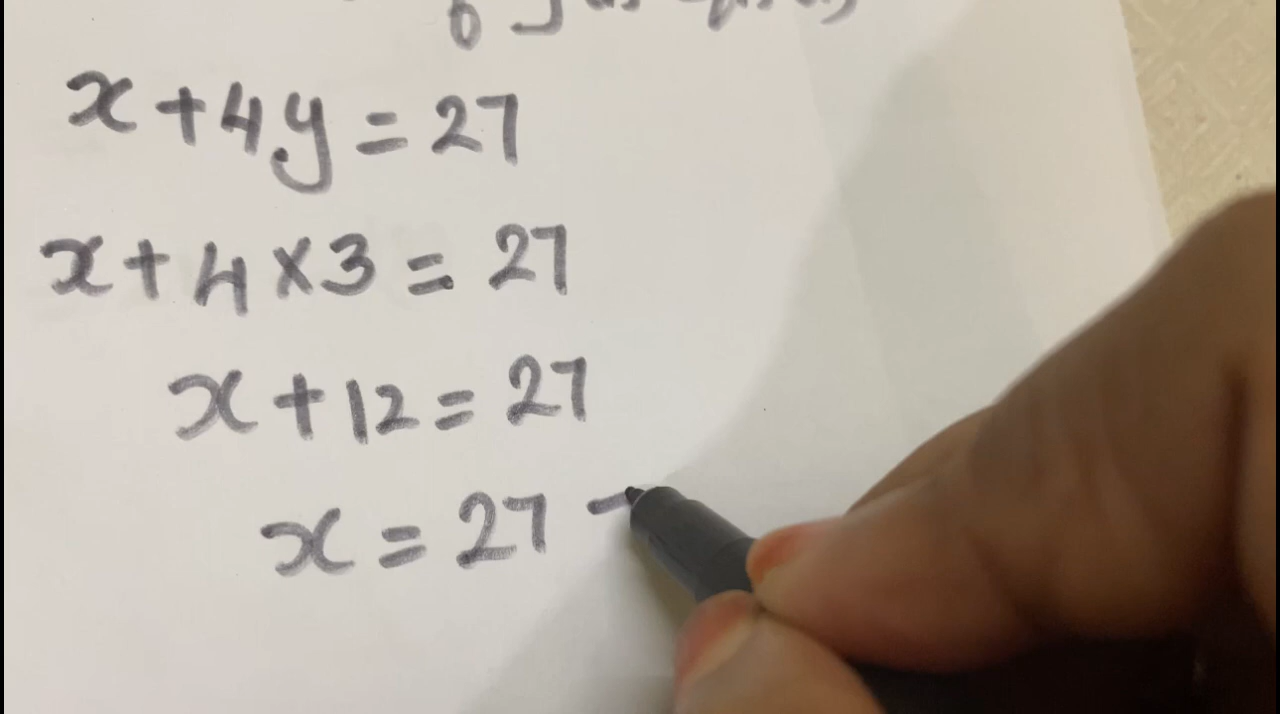 x + 4y = 27
x + 4 × 3 = 27
x + 12 = 27
x = 27 -